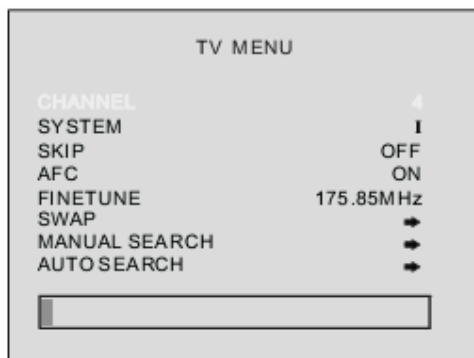 TV MENU
CHANNEL 4
SYSTEM I
SKIP OFF
AFC ON
FINETUNE 175.85MHz
SWAP
MANUAL SEARCH
AUTO SEARCH